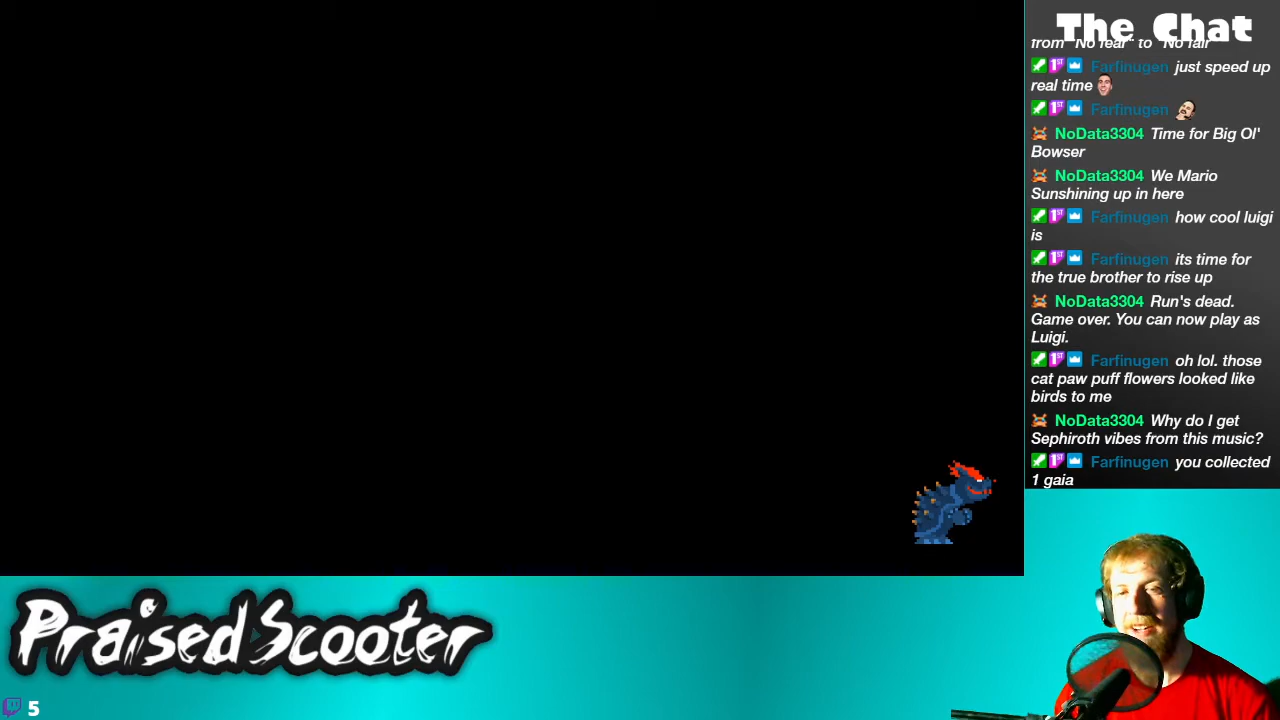 The Chat
from "No fear" to "No fair"
Farfinugen just speed up
real time
Farfinugen
NoData3304 Time for Big Ol'
Bowser
NoData3304 We Mario
Sunshining up in here
Farfinugen how cool luigi
is
Farfinugen its time for
the true brother to rise up
NoData3304 Run's dead.
Game over. You can now play as
Luigi.
Farfinugen oh lol. those
cat paw puff flowers looked like
birds to me
NoData3304 Why do I get
Sephiroth vibes from this music?
Farfinugen you collected
1 gaia
PraisedScooter
5